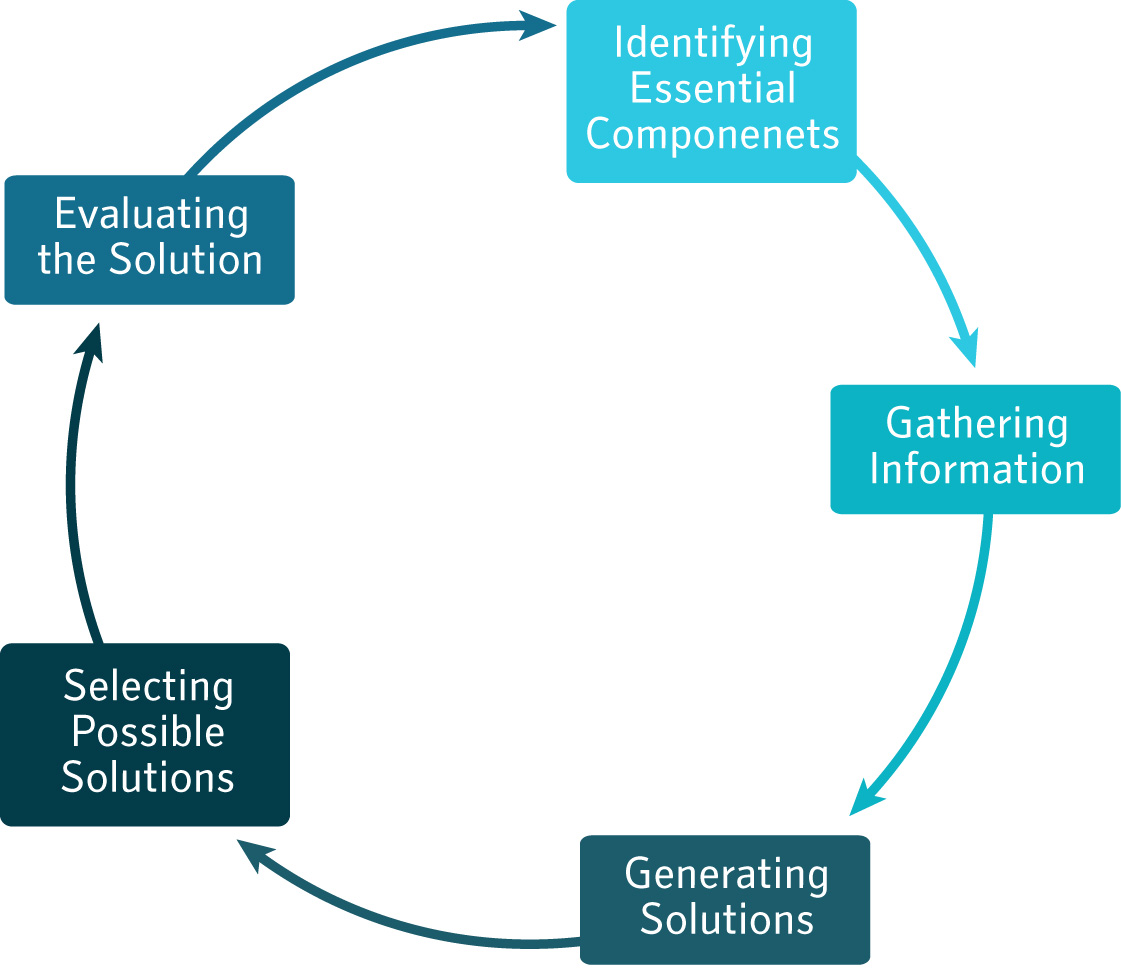 Identifying
Essential
Componenets
Gathering
Information
Generating
Solutions
Selecting
Possible
Solutions
Evaluating
the Solution